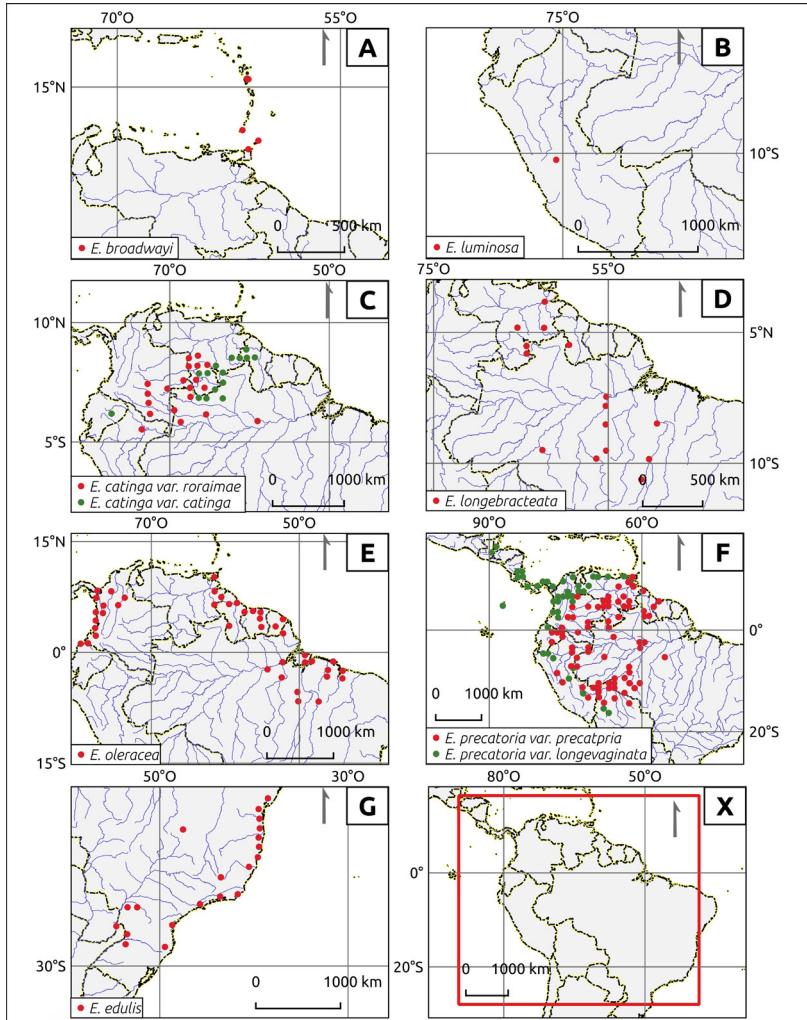 70°O 55°O
75°O
A
B
15°N
10°S
0 500 km
0 1000 km
E. broadwayi
E. luminosa
70°O 50°O
75°O 55°O
C
D
10°N
5°N
5°S
10°S
0 1000 km
0 500 km
E. catinga var. roraimae
E. catinga var. catinga
E. longebracteata
70°O 50°O
90°O 60°O
E
F
15°N
0°
0°
15°S
20°S
0 1000 km
0 1000 km
E. oleracea
E. precatoria var. precatpria
E. precatoria var. longevaginata
50°O 30°O
80°O 50°O
G
X
0°
30°S
20°S
0 1000 km
0 1000 km
E. edulis